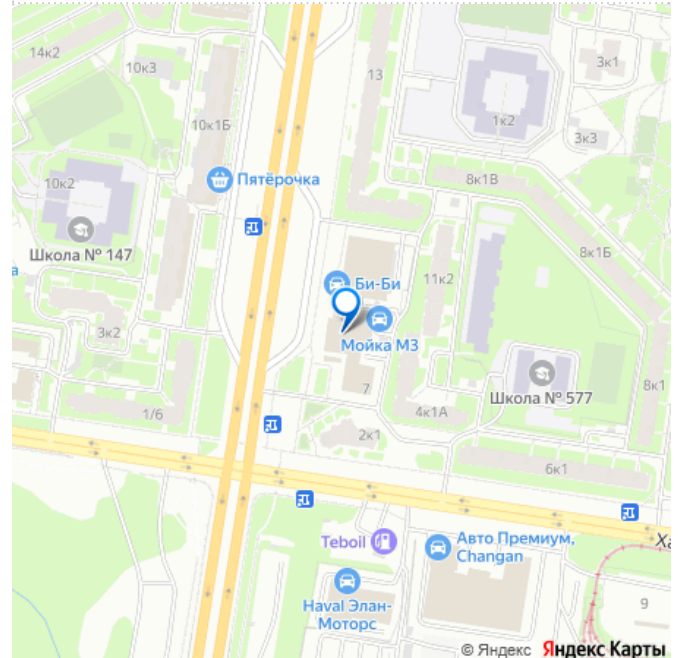 14к2
10к3
13
3к1
10к1Б
1к2
3к3
Пятёрочка
10к2
8к1В
Школа № 147
8к1Б
а
Би-Би
11к2
3к2
Мойка М3
Школа № 577
7
8к1
1/6
4к1А
2к1
6к1
Teboil
Авто Премиум,
Changan
Ха
Haval Элан-
Моторс
9
© Яндекс Яндекс Карты